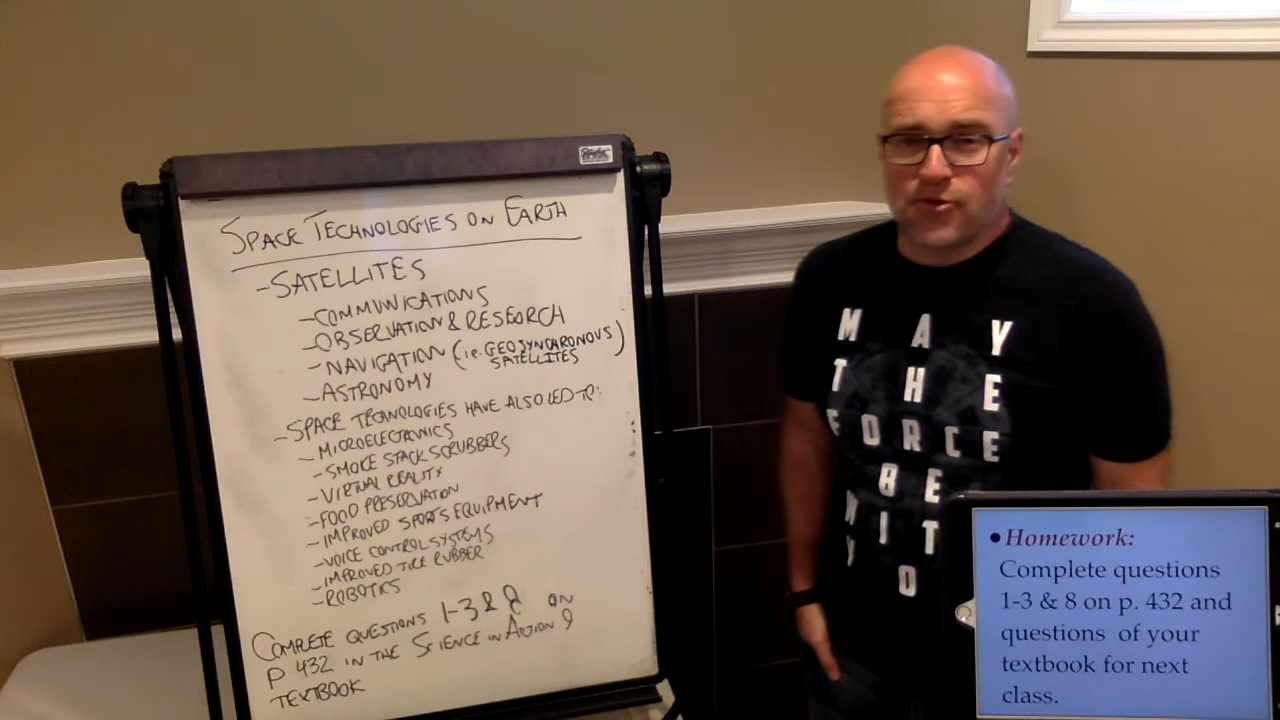 SPACE TECHNOLOGIES ON EARTH
-SATELLITES
-COMMUNICATIONS
-OBSERVATION & RESEARCH
-NAVIGATION (ie. GEOSYNCHRONOUS
SATELLITES)
-ASTRONOMY
-SPACE TECHNOLOGIES HAVE ALSO LED TO:
-MICROELECTRONICS
-SMOKE STACK SCRUBBERS
-VIRTUAL REALITY
-FOOD PRESERVATION
-IMPROVED SPORTS EQUIPMENT
-VOICE CONTROL SYSTEMS
-IMPROVED TIRE RUBBER
-ROBOTICS
COMPLETE QUESTIONS 1-3 & 8 ON
P 432 IN THE SCIENCE IN ACTION 9
TEXTBOOK
MAY
THE
FORCE
BE
WIT
YO
• Homework:
Complete questions
1-3 & 8 on p. 432 and
questions of your
textbook for next
class.